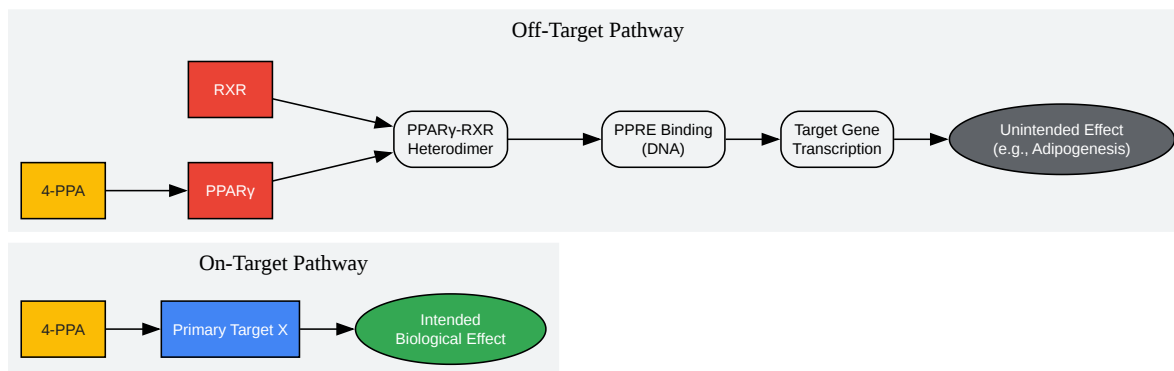 Off-Target Pathway
RXR
PPARγ-RXR
Heterodimer
PPRE Binding
(DNA)
Target Gene
Transcription
Unintended Effect
(e.g., Adipogenesis)
4-PPA
PPARγ
On-Target Pathway
4-PPA
Primary Target X
Intended
Biological Effect